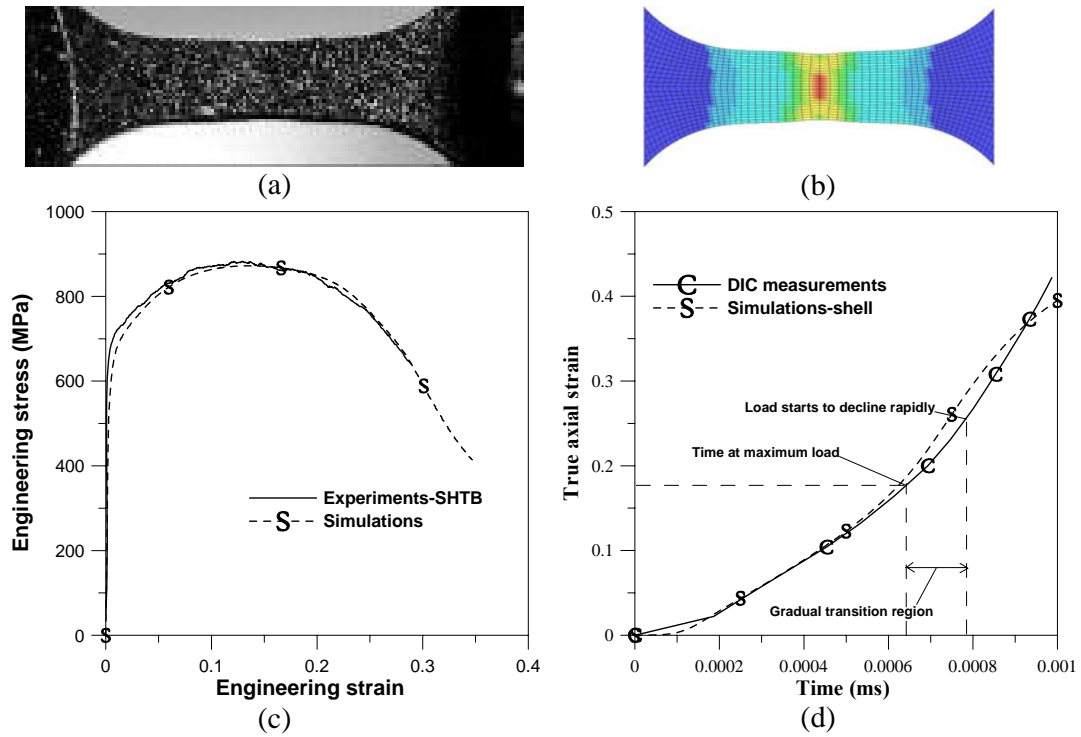 (a)
(b)
1000
800
600
400
200
0
Engineering stress (MPa)
S
S
S
S
Experiments-SHTB
S
Simulations
0
0.1
0.2
0.3
0.4
Engineering strain
(c)
0.5
0.4
0.3
0.2
0.1
0
True axial strain
C
DIC measurements
S
Simulations-shell
S
C
C
S
Load starts to decline rapidly
Time at maximum load
C
C
S
S
S
Gradual transition region
0
0.0002
0.0004
0.0006
0.0008
0.001
Time (ms)
(d)